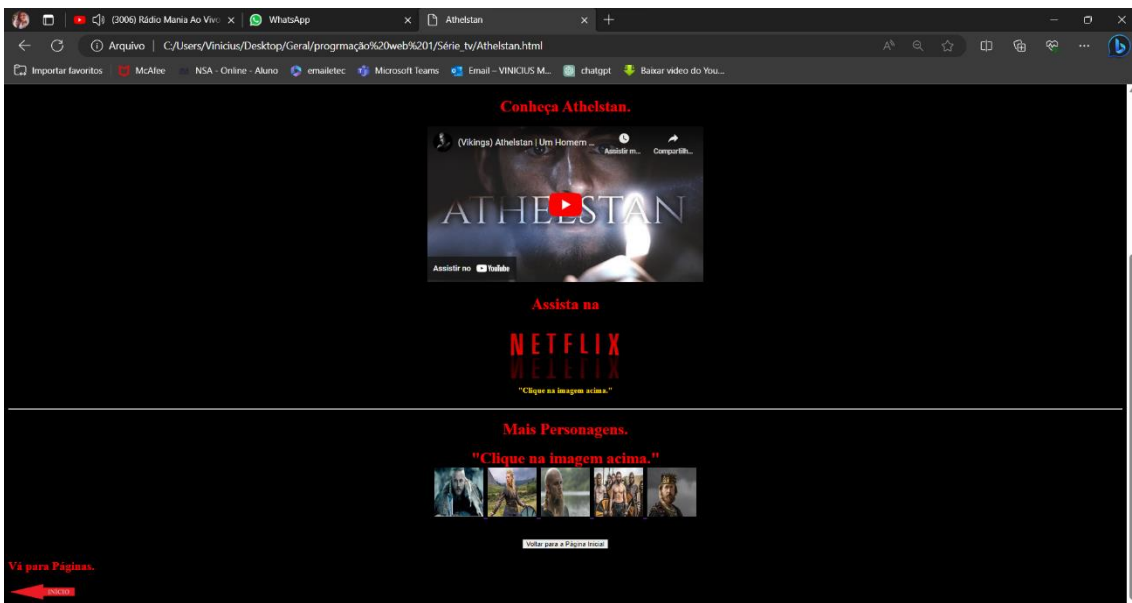 (3006) Rádio Mania Ao Vivo
WhatsApp
Athelstan
Arquivo | C:/Users/Vinicius/Desktop/Geral/progrmação%20web%201/Série_tv/Athelstan.html
Importar favoritos
McAfee
NSA - Online - Aluno
emailetec
Microsoft Teams
Email – VINICIUS M...
chatgpt
Baixar video do You...
Conheça Athelstan.
(Vikings) Athelstan | Um Homem ...
Assistir m...
Compartilh...
ATHELSTAN
Assistir no YouTube
Assista na
NETFLIX
"Clique na imagem acima."
Mais Personagens.
"Clique na imagem acima."
Voltar para a Página Inicial
Vá para Páginas.
INÍCIO